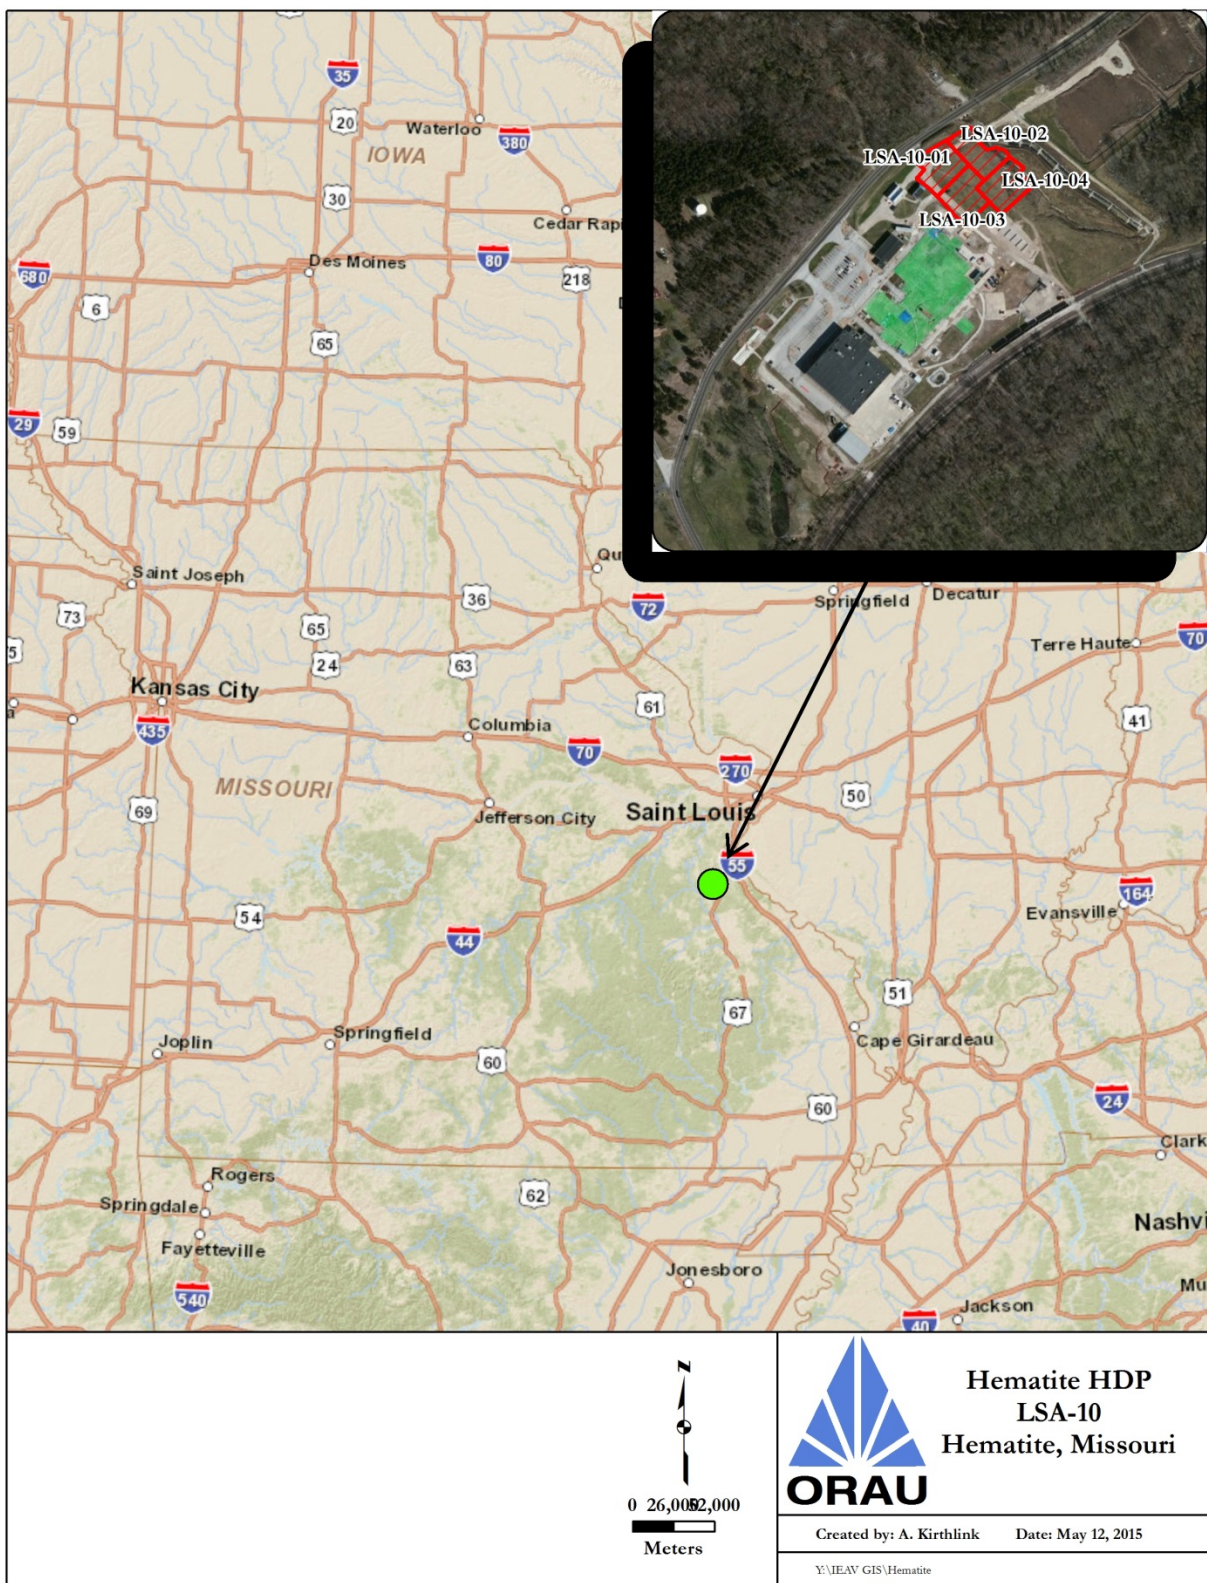 35
20
Waterloo
IOWA
380
30
Cedar Rapi
Des Moines
80
680
218
6
65
29
59
LSA-10-02
LSA-10-01
LSA-10-04
LSA-10-03
Qu
Saint Joseph
36
72
Springfield
Decatur
73
65
Terre Haute
70
5
24
63
Kansas City
61
a
435
Columbia
70
41
270
MISSOURI
69
50
Jefferson City
Saint Louis
55
54
164
Evansville
44
51
67
Springfield
Joplin
60
Cape Girardeau
60
24
Clark
Rogers
62
Springdale
Nashvi
Fayetteville
Jonesboro
Mu
540
Jackson
40
N
0 26,000 52,000
Meters
ORAU
Hematite HDP
LSA-10
Hematite, Missouri
Created by: A. Kirthlink Date: May 12, 2015
Y:\IEAV GIS\Hematite